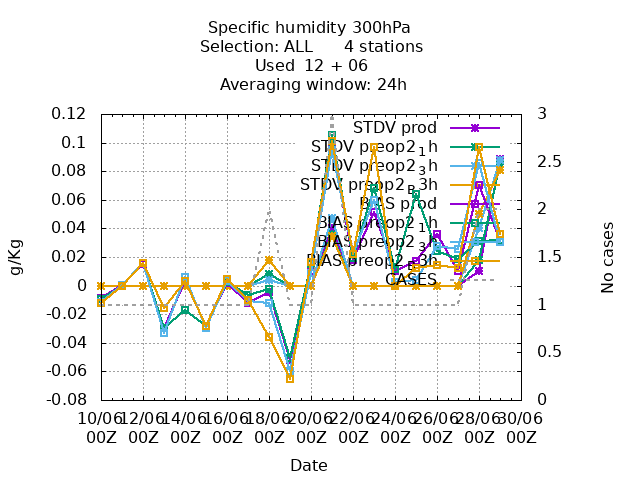 Specific humidity 300hPa
Selection: ALL 4 stations
Used 12 + 06
Averaging window: 24h
0.12
0.1
0.08
0.06
0.04
0.02
0
-0.02
-0.04
-0.06
-0.08
g/Kg
STDV prod
STDV preop2_1h
STDV preop2_3h
STDV preop2_B3h
BIAS prod
BIAS preop2_1h
BIAS preop2_3h
BIAS preop2_B3h
CASES
3
2.5
2
1.5
1
0.5
0
No cases
10/06 12/06 14/06 16/06 18/06 20/06 22/06 24/06 26/06 28/06 30/06
00Z 00Z 00Z 00Z 00Z 00Z 00Z 00Z 00Z 00Z 00Z
Date